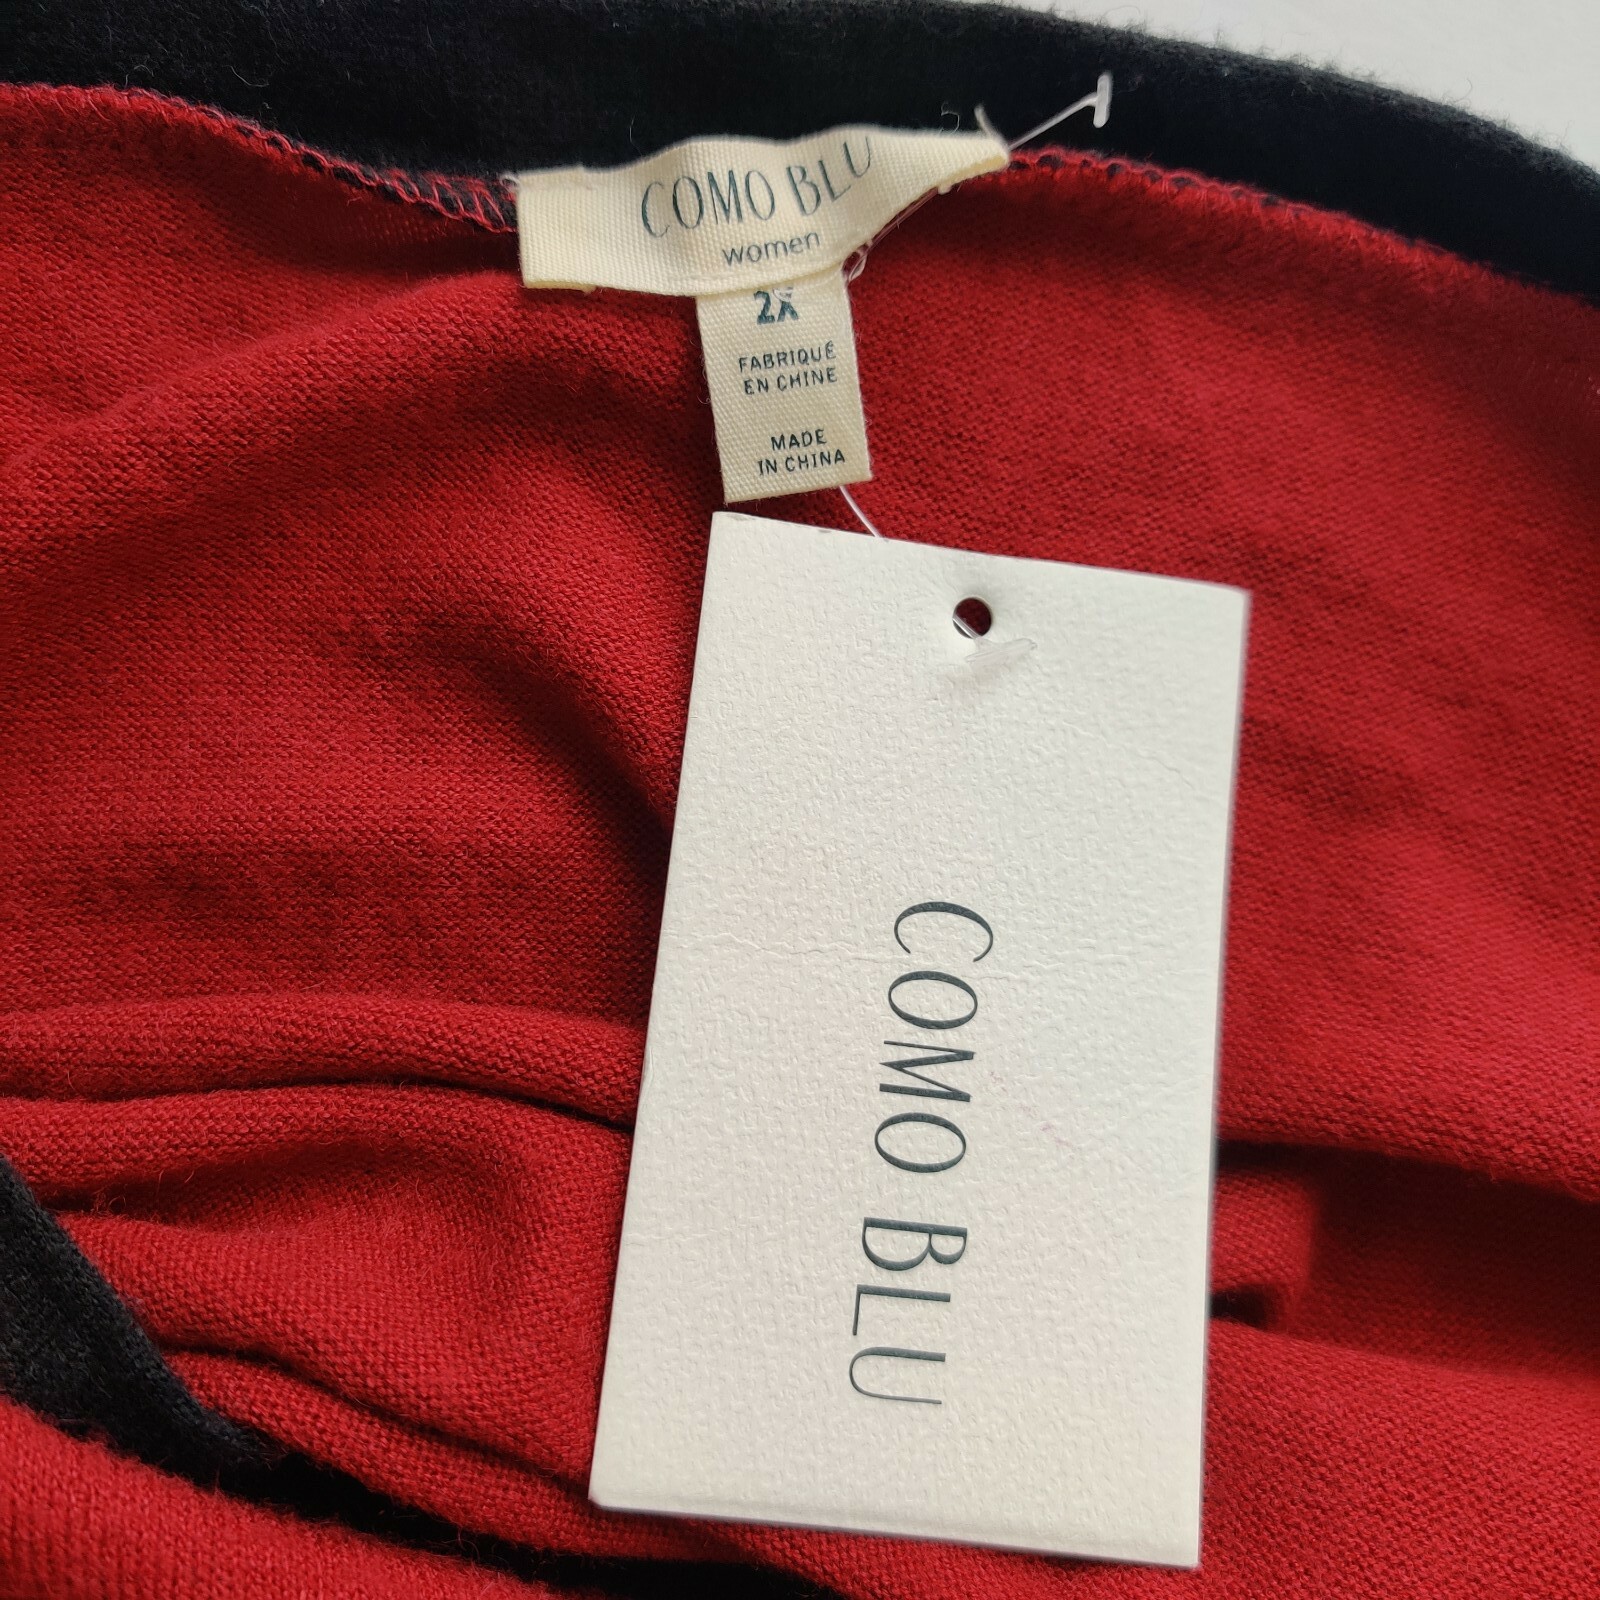 COMO BLU
women
2X
FABRIQUÉ
EN CHINE
MADE
IN CHINA
COMO BLU